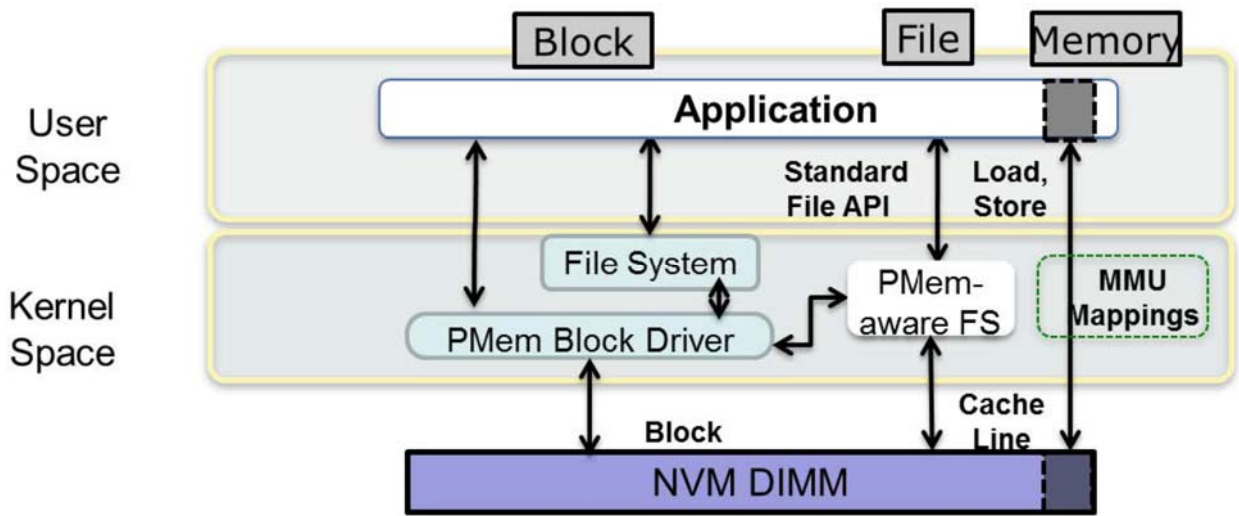 Block
File
Memory
Application
User
Space
Standard
File API
Load,
Store
File System
PMem Block Driver
PMem-
aware FS
MMU
Mappings
Kernel
Space
Block
Cache
Line
NVM DIMM